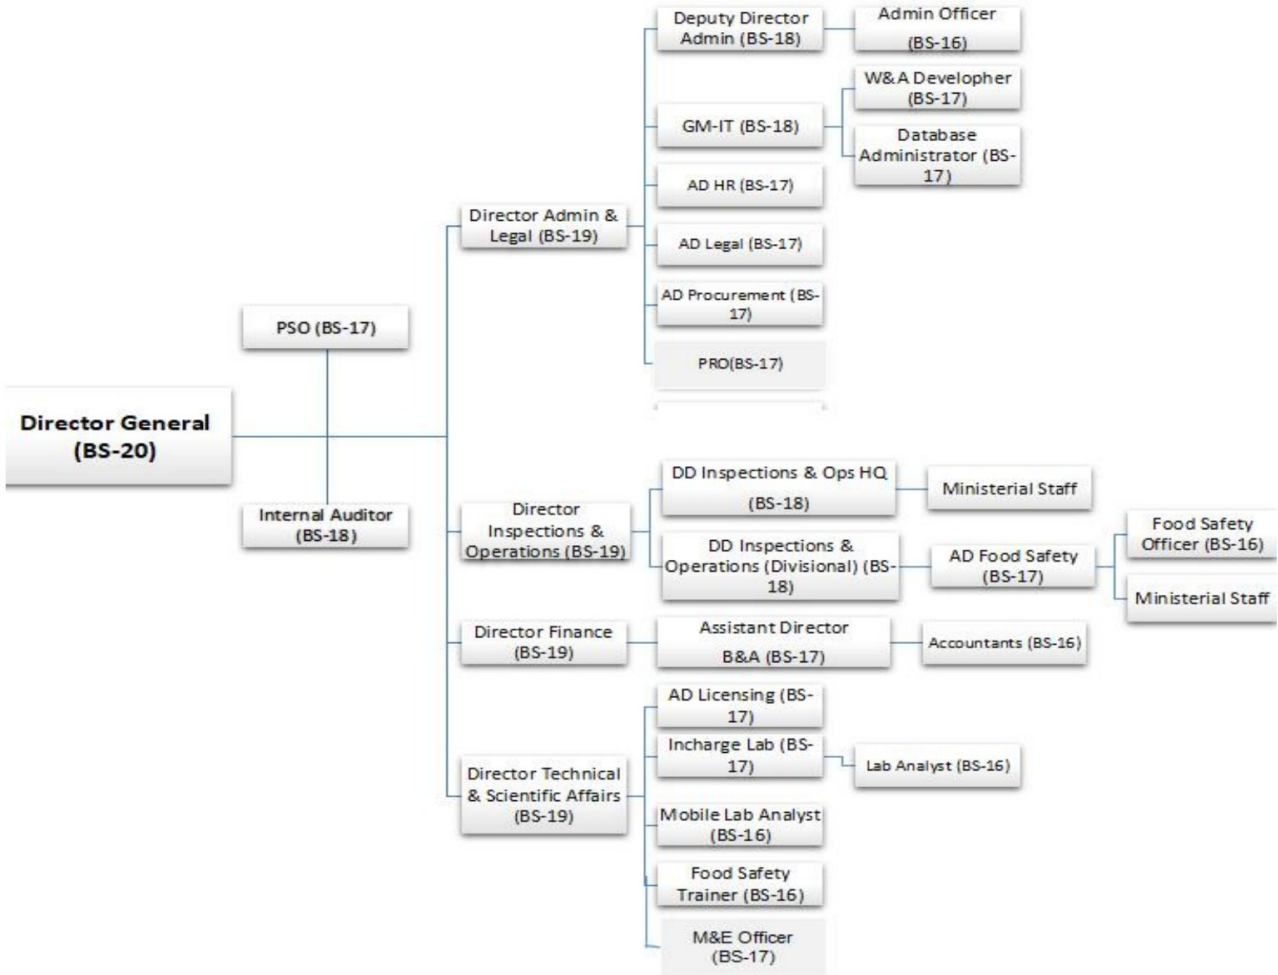 Director General
(BS-20)
PSO (BS-17)
Internal Auditor
(BS-18)
Director Admin &
Legal (BS-19)
Deputy Director
Admin (BS-18)
Admin Officer
(BS-16)
GM-IT (BS-18)
W&A Developher
(BS-17)
Database
Administrator (BS-
17)
AD HR (BS-17)
AD Legal (BS-17)
AD Procurement (BS-
17)
PRO(BS-17)
Director
Inspections &
Operations (BS-19)
DD Inspections & Ops HQ
(BS-18)
Ministerial Staff
DD Inspections &
Operations (Divisional) (BS-
18)
AD Food Safety
(BS-17)
Food Safety
Officer (BS-16)
Ministerial Staff
Director Finance
(BS-19)
Assistant Director
B&A (BS-17)
Accountants (BS-16)
Director Technical
& Scientific Affairs
(BS-19)
AD Licensing (BS-
17)
Incharge Lab (BS-
17)
Lab Analyst (BS-16)
Mobile Lab Analyst
(BS-16)
Food Safety
Trainer (BS-16)
M&E Officer
(BS-17)